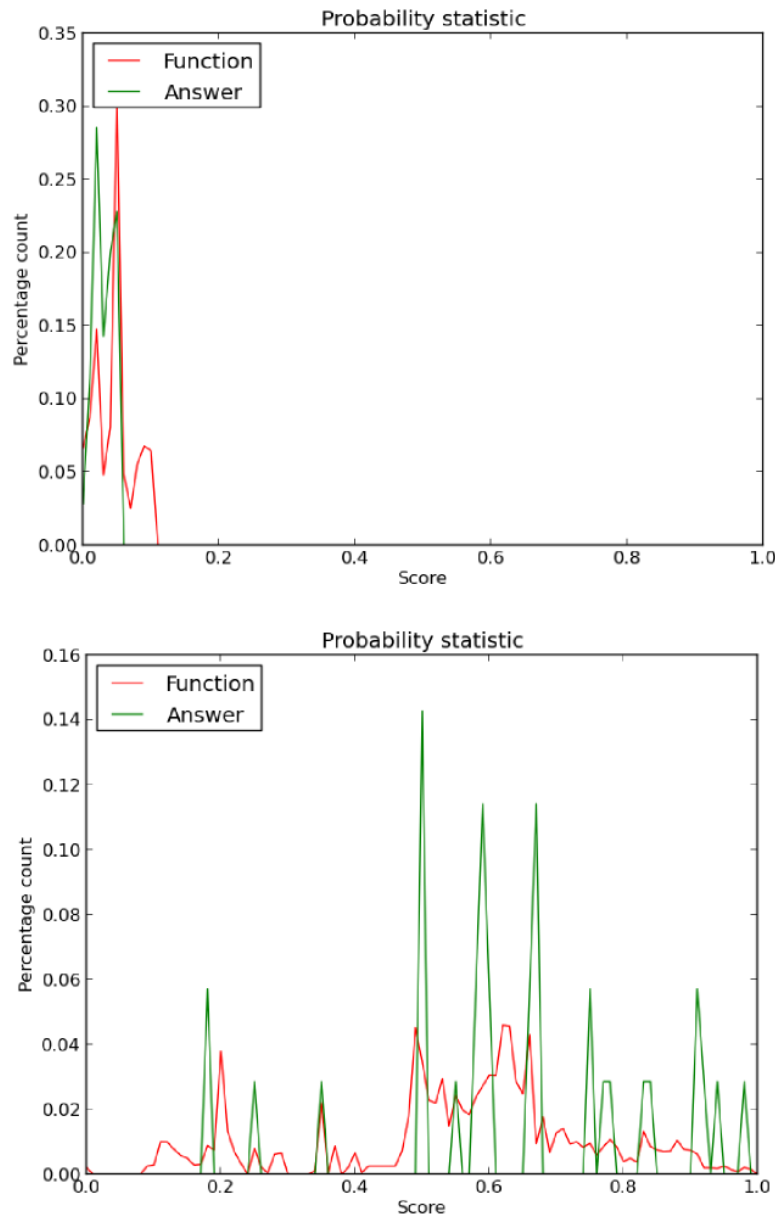 Probability statistic
0.35
Function
Answer
0.30
0.25
0.20
0.15
0.10
0.05
0.00
Percentage count
0.0 0.2 0.4 0.6 0.8 1.0
Score
Probability statistic
0.16
Function
Answer
0.14
0.12
0.10
0.08
0.06
0.04
0.02
0.00
Percentage count
0.0 0.2 0.4 0.6 0.8 1.0
Score